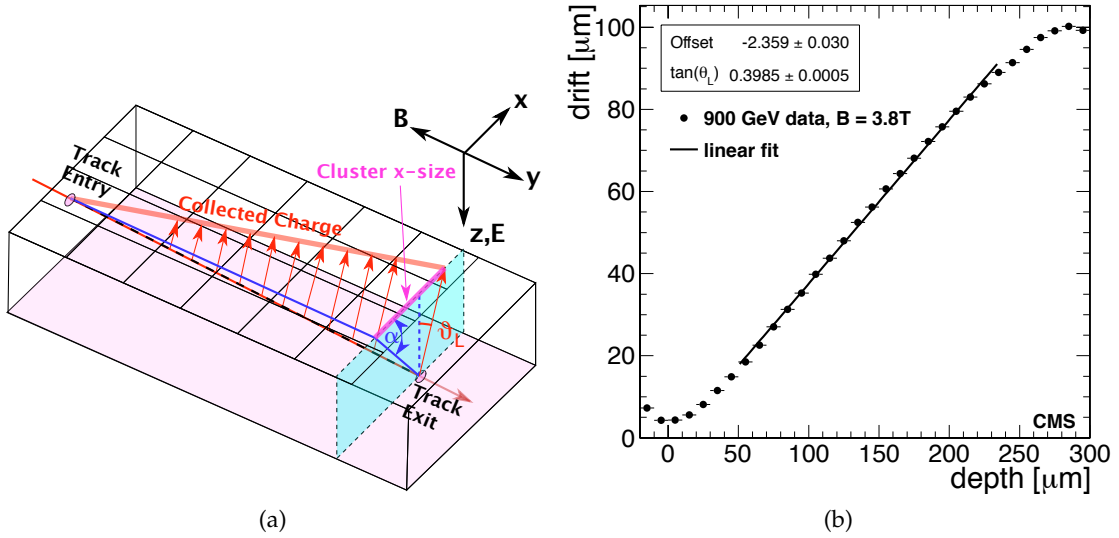 Track
Entry
Collected Charge
Cluster x-size
B
x
y
z,E
α
ϑL
Track
Exit
(a)
drift [μm]
100
80
60
40
20
0
Offset -2.359 ± 0.030
tan(θL) 0.3985 ± 0.0005
900 GeV data, B = 3.8T
linear fit
CMS
0 50 100 150 200 250 300
depth [μm]
(b)